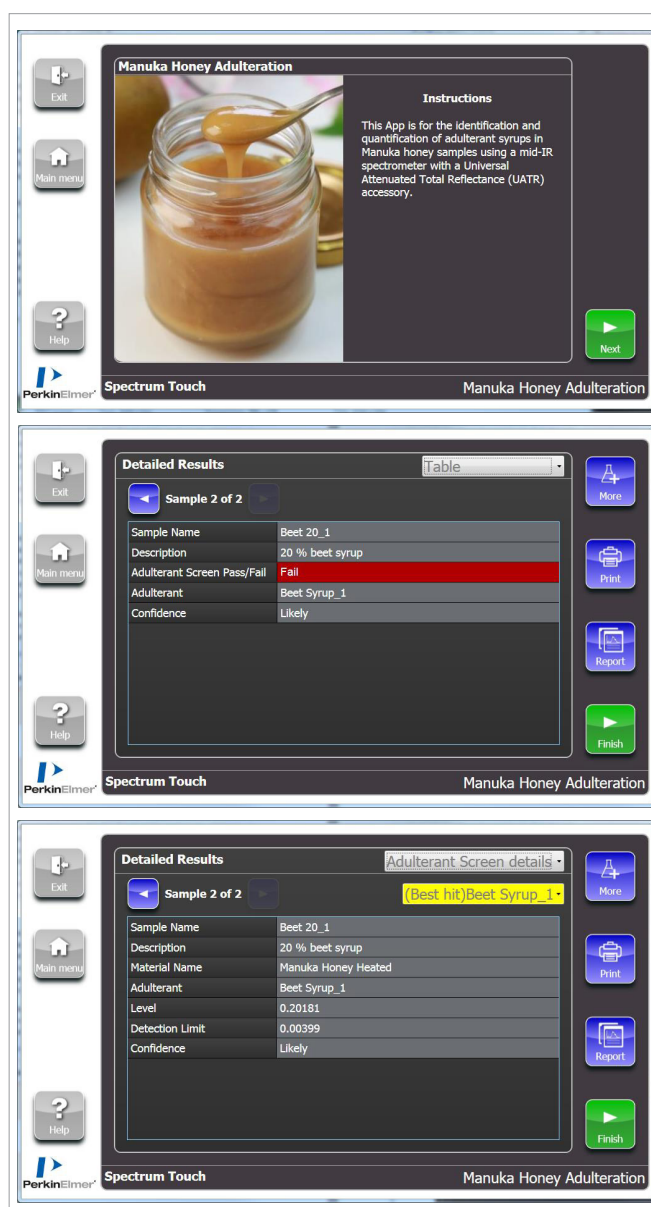 Exit
Main menu
Help
PerkinElmer
Manuka Honey Adulteration
Instructions
This App is for the identification and
quantification of adulterant syrups in
Manuka honey samples using a mid-IR
spectrometer with a Universal
Attenuated Total Reflectance (UATR)
accessory.
Next
Spectrum Touch
Manuka Honey Adulteration
Exit
Main menu
Help
PerkinElmer
Detailed Results
Table
Sample 2 of 2
Sample Name Beet 20_1
Description 20 % beet syrup
Adulterant Screen Pass/Fail Fail
Adulterant Beet Syrup_1
Confidence Likely
More
Print
Report
Finish
Spectrum Touch
Manuka Honey Adulteration
Exit
Main menu
Help
PerkinElmer
Detailed Results
Adulterant Screen details
Sample 2 of 2
(Best hit)Beet Syrup_1
Sample Name Beet 20_1
Description 20 % beet syrup
Material Name Manuka Honey Heated
Adulterant Beet Syrup_1
Level 0.20181
Detection Limit 0.00399
Confidence Likely
More
Print
Report
Finish
Spectrum Touch
Manuka Honey Adulteration